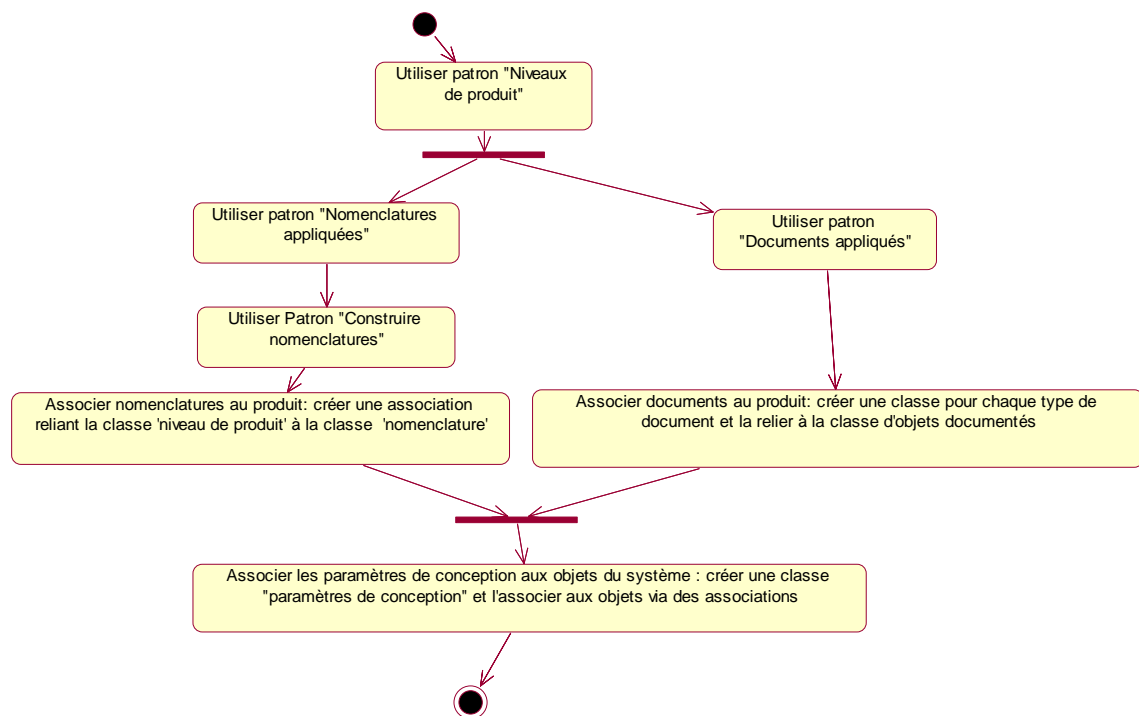 Utiliser patron "Niveaux
de produit"
Utiliser patron "Nomenclatures
appliquées"
Utiliser patron
"Documents appliqués"
Utiliser Patron "Construire
nomenclatures"
Associer nomenclatures au produit: créer une association
reliant la classe 'niveau de produit' à la classe 'nomenclature'
Associer documents au produit: créer une classe pour chaque type de
document et la relier à la classe d'objets documentés
Associer les paramètres de conception aux objets du système : créer une classe
"paramètres de conception" et l'associer aux objets via des associations